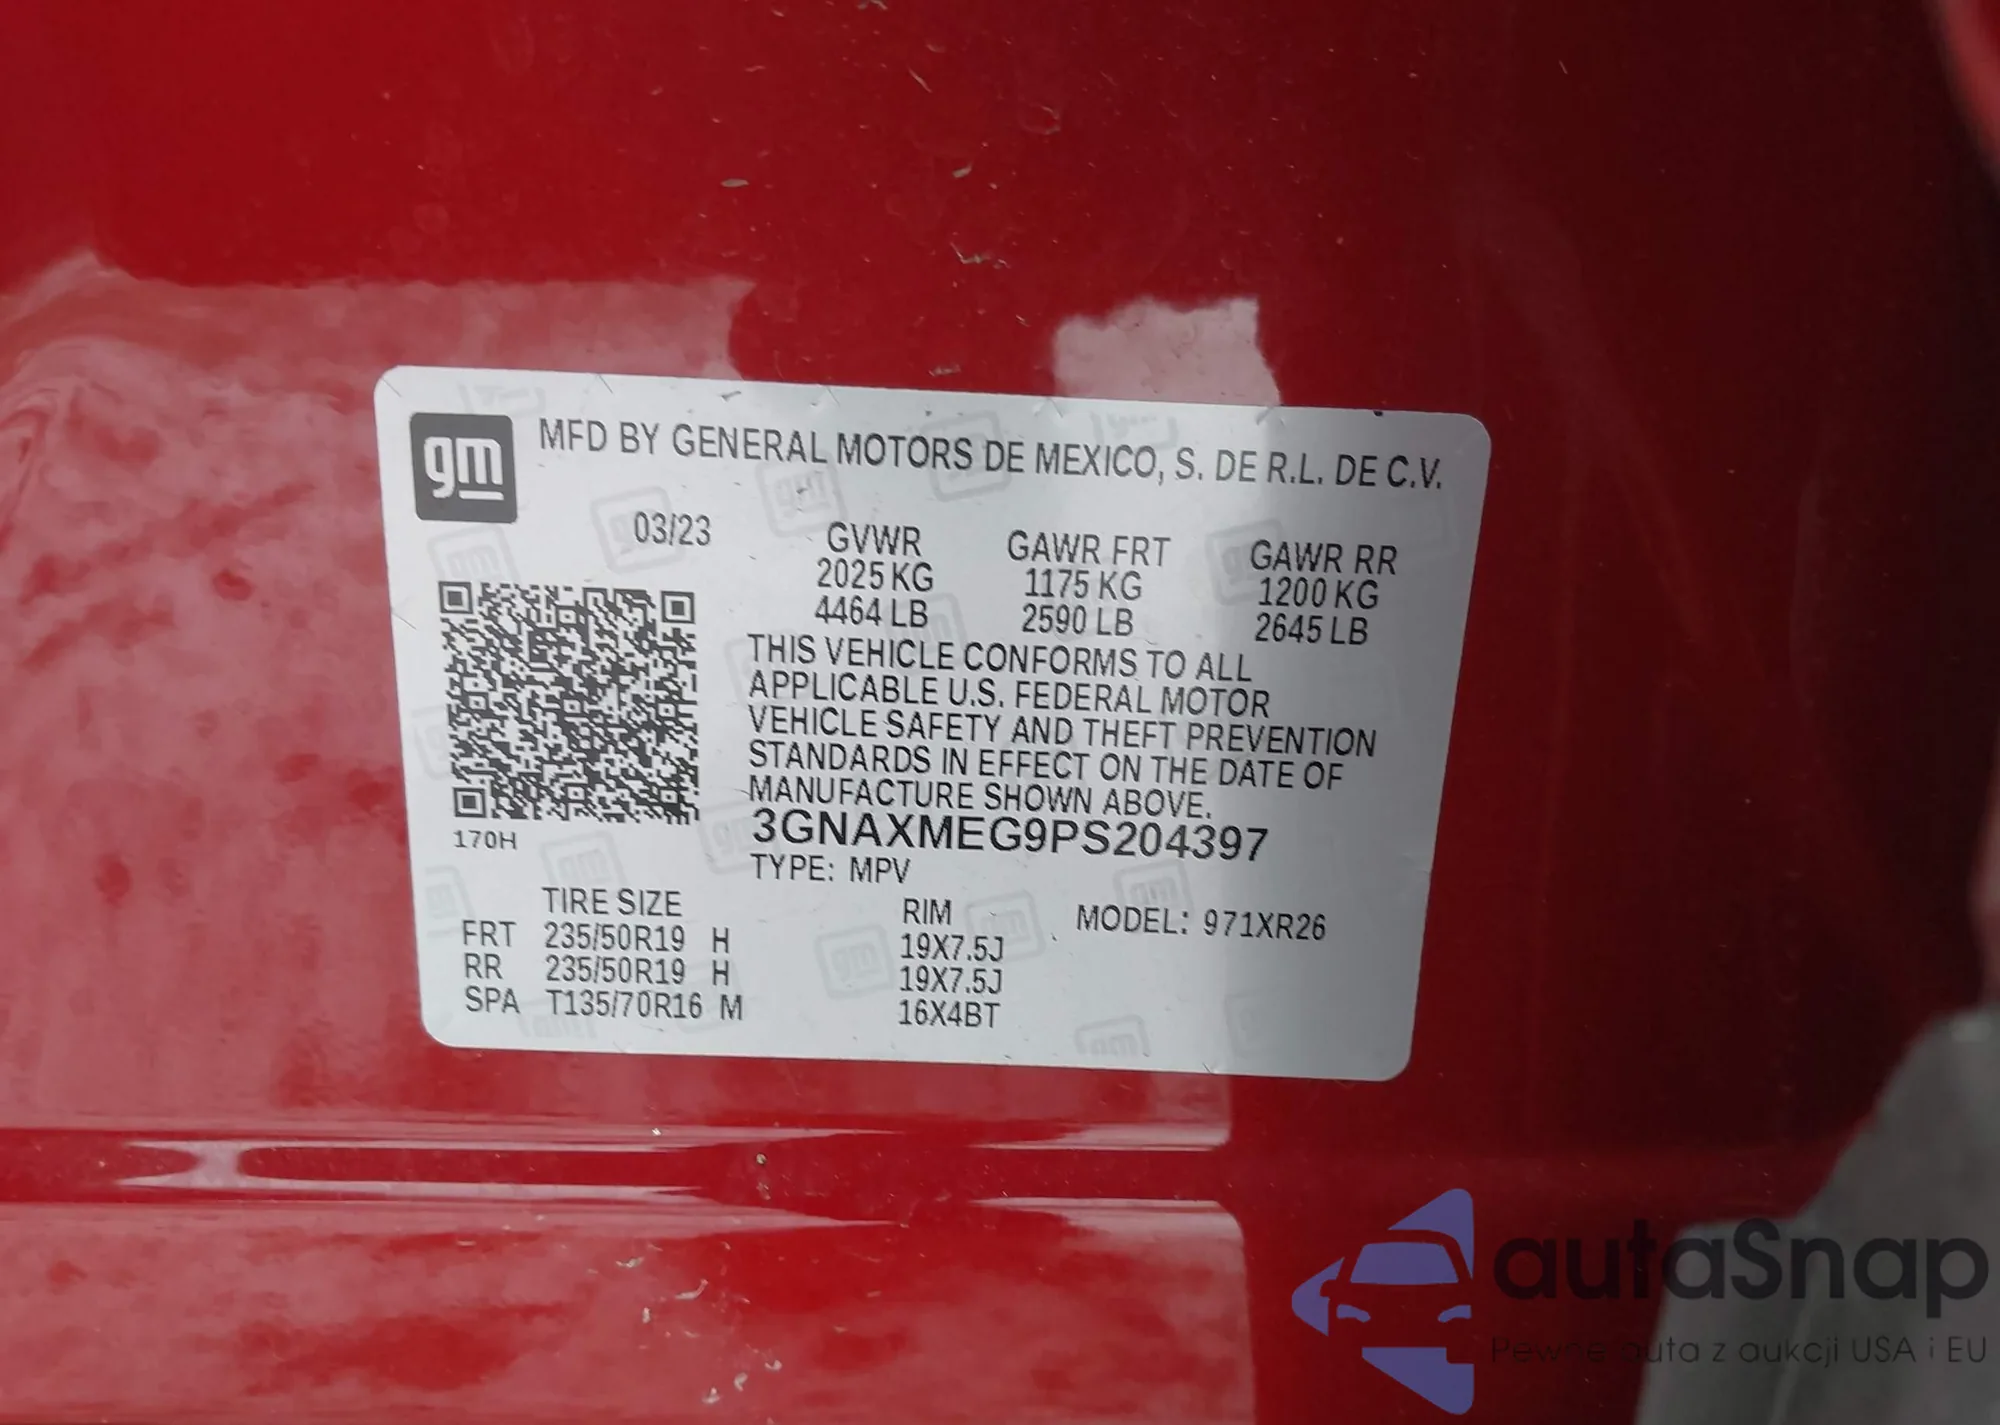 gm
MFD BY GENERAL MOTORS DE MEXICO, S. DE R.L. DE C.V.
03/23
GVWR GAWR FRT GAWR RR
2025 KG 1175 KG 1200 KG
4464 LB 2590 LB 2645 LB
THIS VEHICLE CONFORMS TO ALL
APPLICABLE U.S. FEDERAL MOTOR
VEHICLE SAFETY AND THEFT PREVENTION
STANDARDS IN EFFECT ON THE DATE OF
MANUFACTURE SHOWN ABOVE.
170H
3GNAXMEG9PS204397
TYPE: MPV
TIRE SIZE RIM MODEL: 971XR26
FRT 235/50R19 H 19X7.5J
RR 235/50R19 H 19X7.5J
SPA T135/70R16 M 16X4BT
autaSnap
Pewne auta z aukcji USA i EU